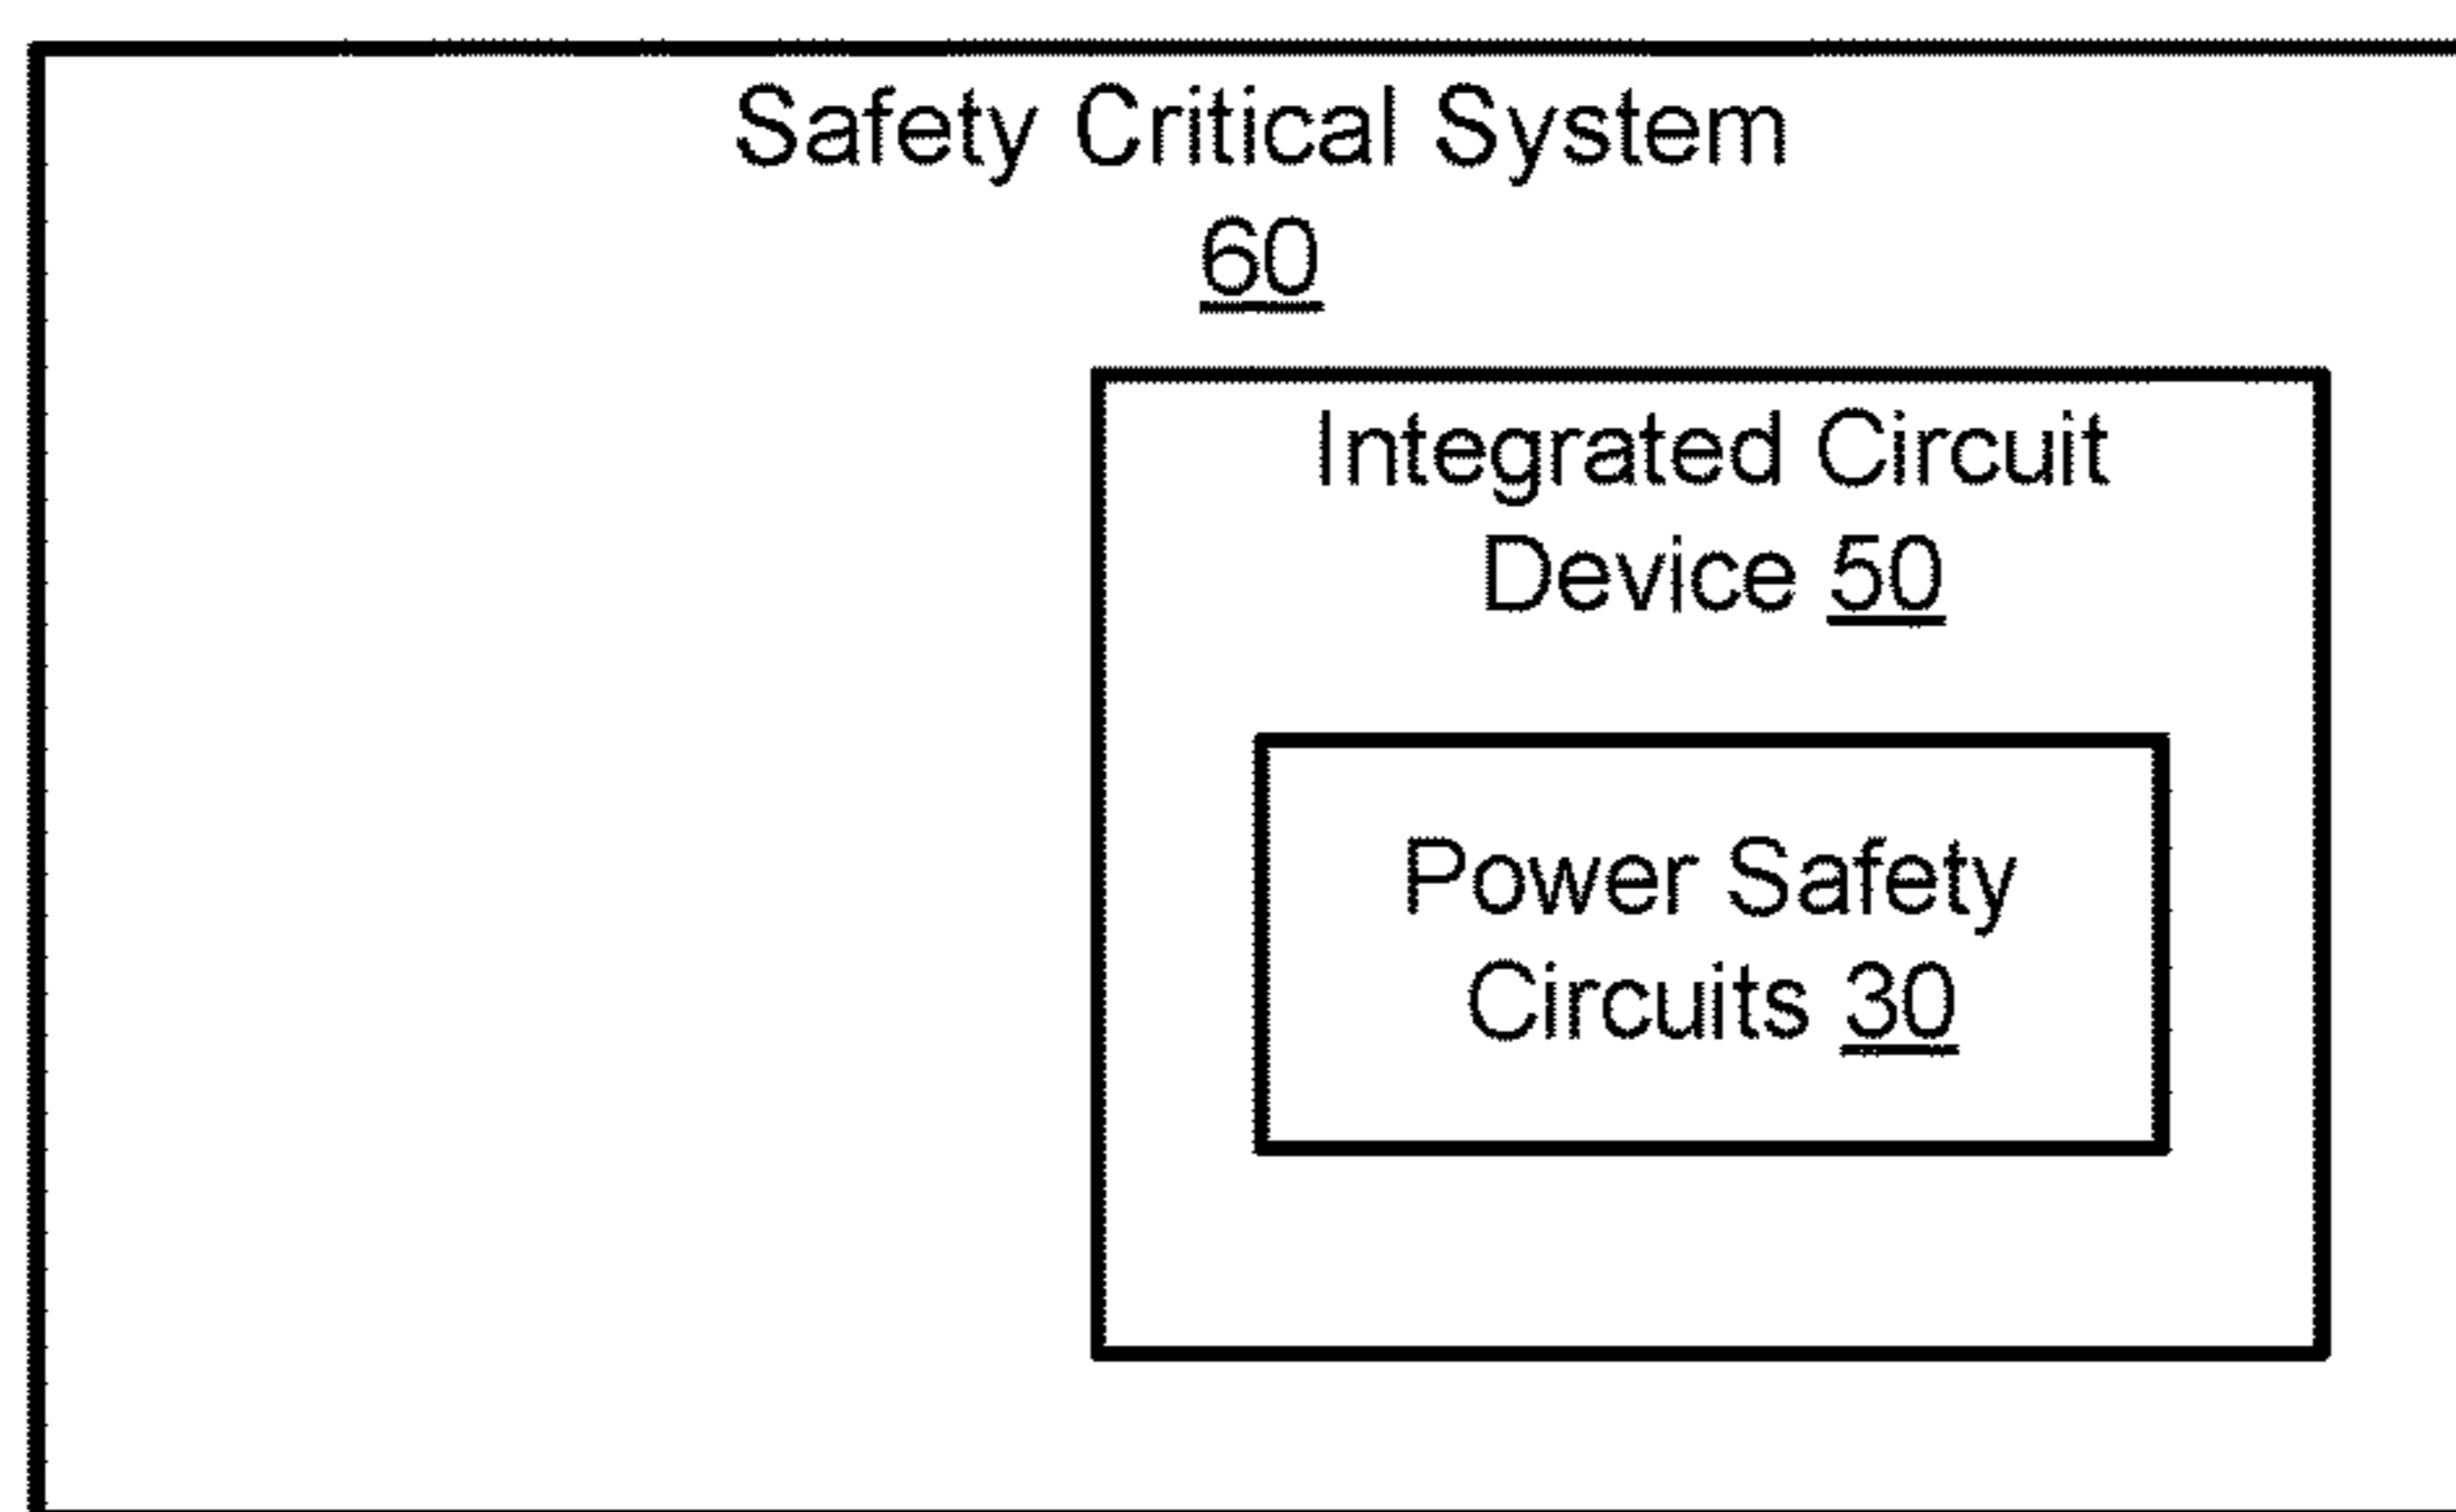 Safety Critical System
60
Integrated Circuit
Device 50
Power Safety
Circuits 30